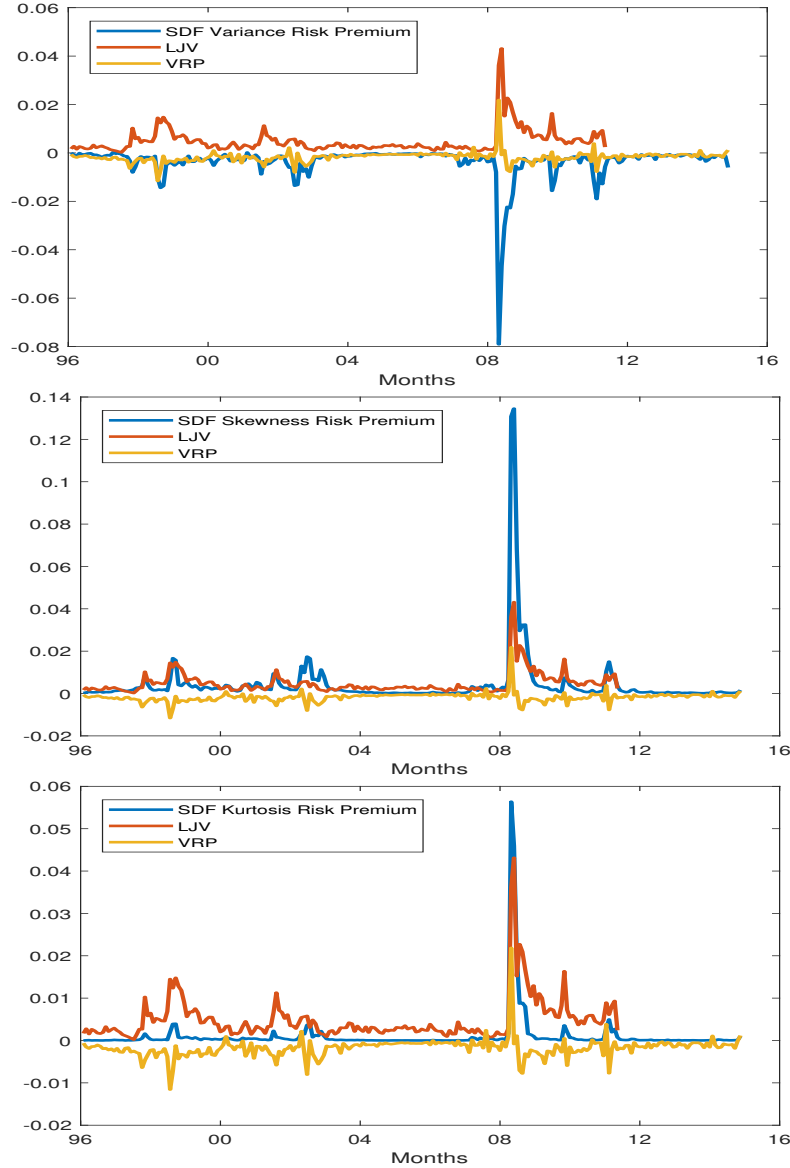 0.06
SDF Variance Risk Premium
LJV
VRP
0.04
0.02
0
-0.02
-0.04
-0.06
-0.08
96 00 04 08 12 16
Months
0.14
SDF Skewness Risk Premium
LJV
VRP
0.12
0.1
0.08
0.06
0.04
0.02
0
-0.02
96 00 04 08 12 16
Months
0.06
SDF Kurtosis Risk Premium
LJV
VRP
0.05
0.04
0.03
0.02
0.01
0
-0.01
-0.02
96 00 04 08 12 16
Months